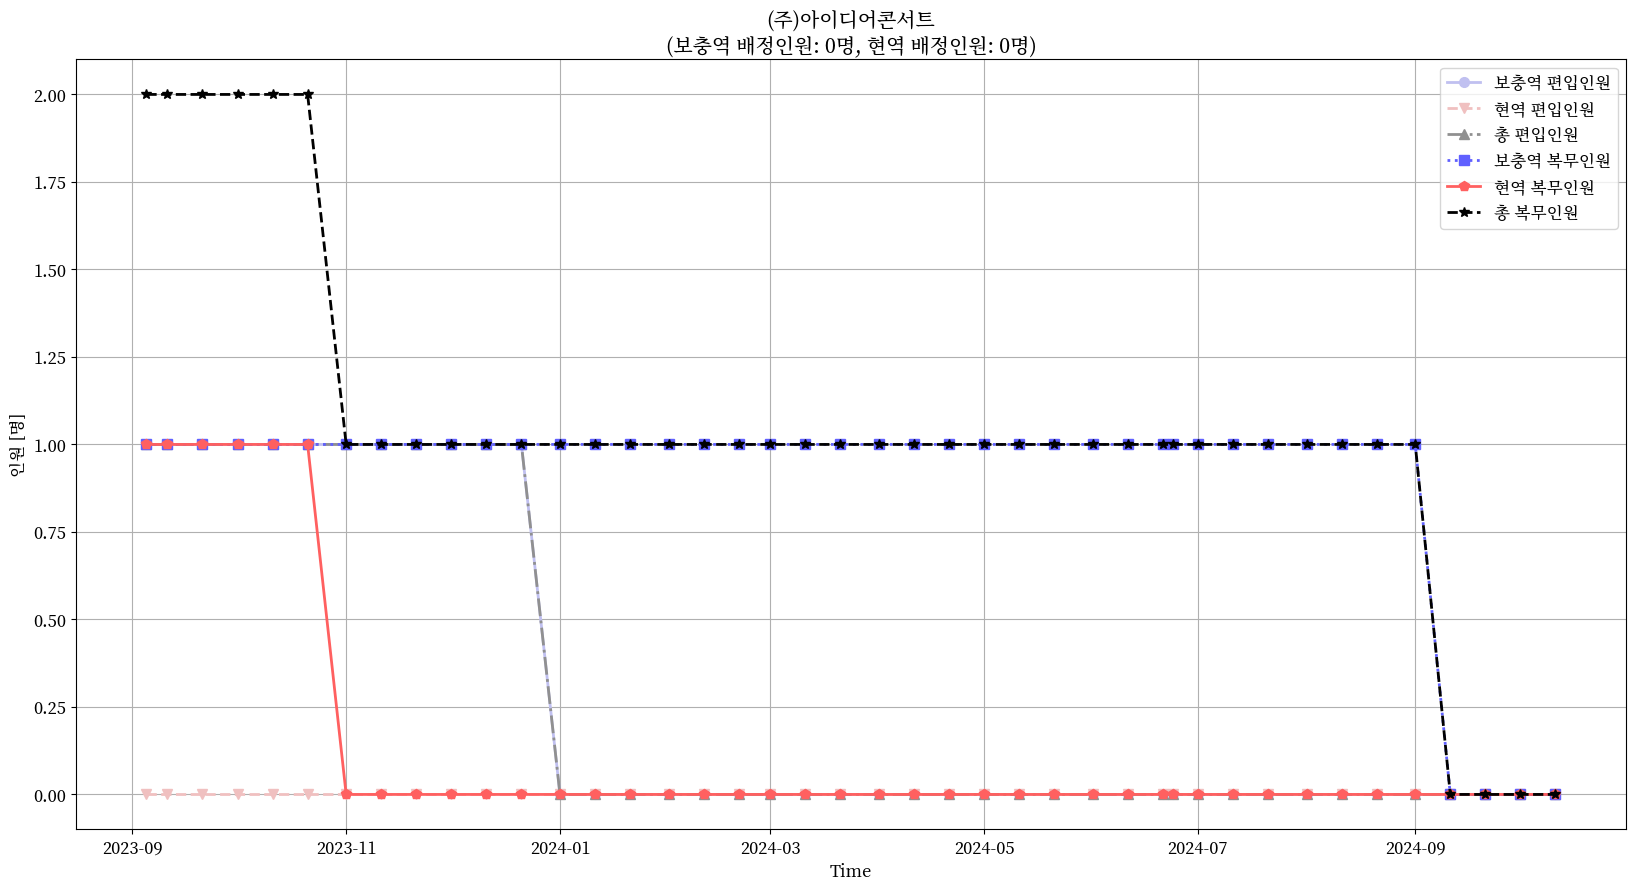 (주)아이디어콘서트
(보충역 배정인원: 0명, 현역 배정인원: 0명)
보충역 편입인원
현역 편입인원
총 편입인원
보충역 복무인원
현역 복무인원
총 복무인원
인원 [명]
2.00
1.75
1.50
1.25
1.00
0.75
0.50
0.25
0.00
2023-09 2023-11 2024-01 2024-03 2024-05 2024-07 2024-09
Time